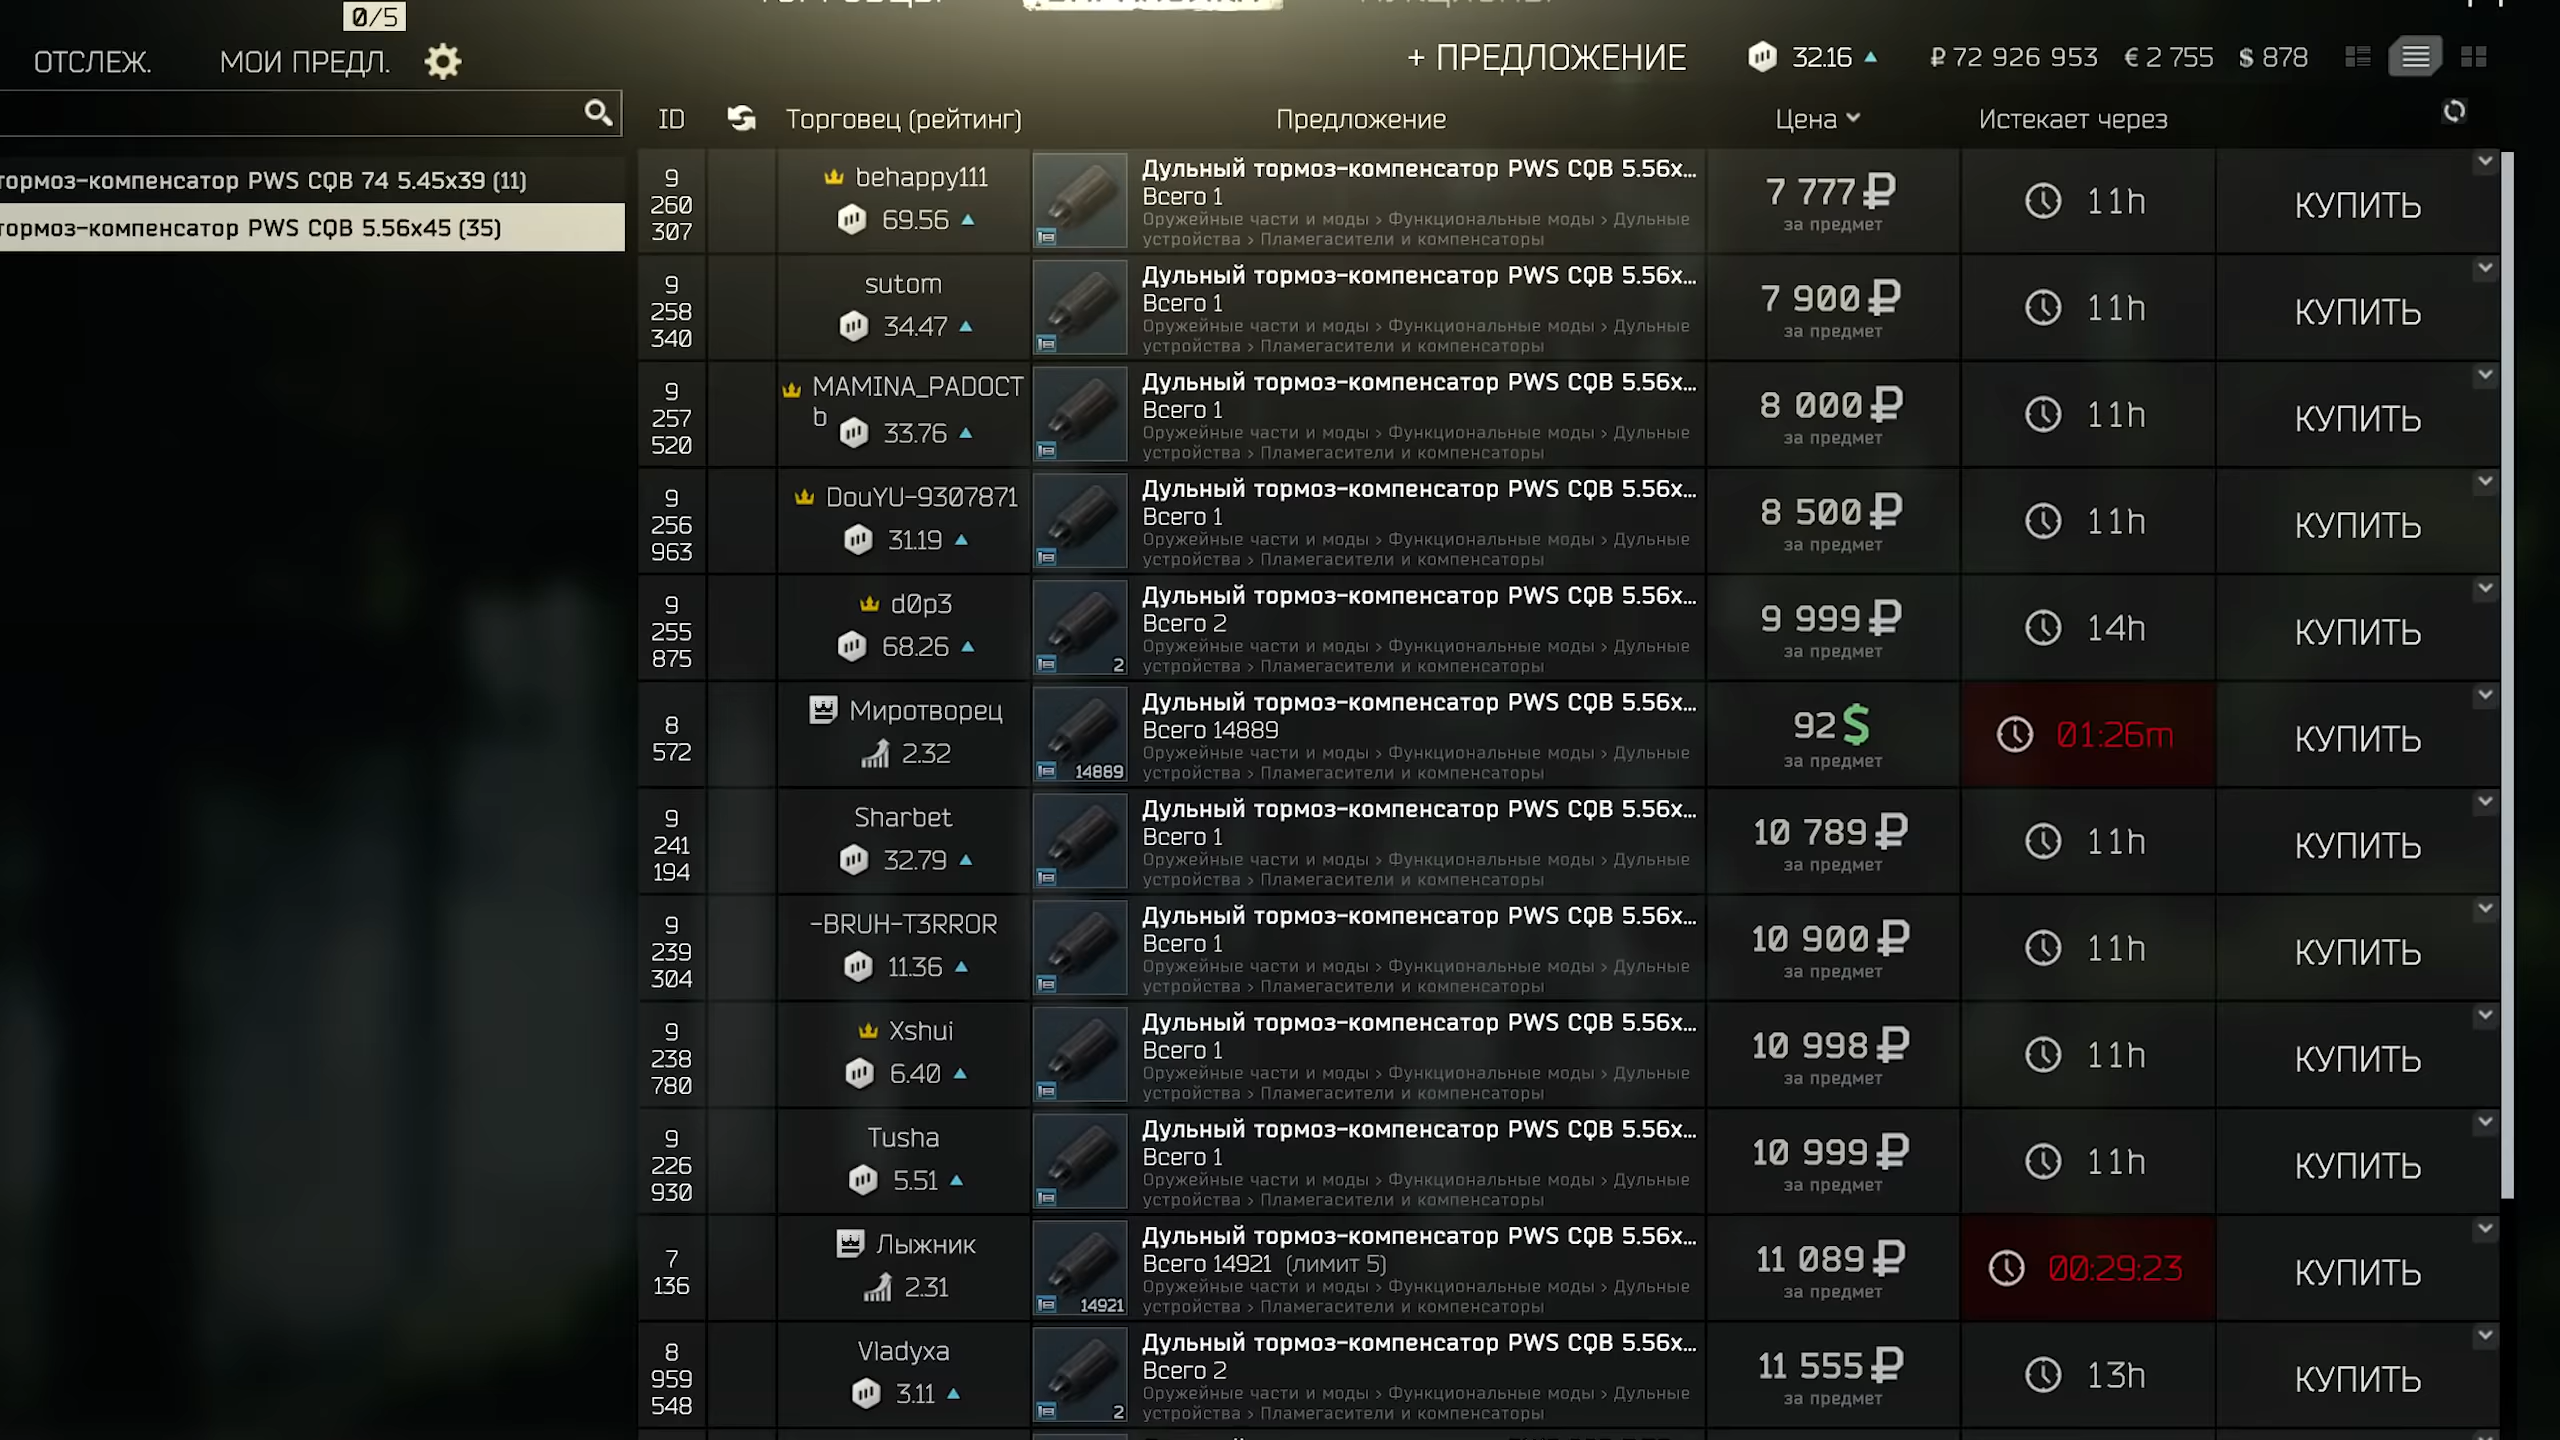 0/5
ОТСЛЕЖ. МОИ ПРЕДЛ. + ПРЕДЛОЖЕНИЕ 32.16 ₽ 72 926 953 € 2 755 $ 878
ID Торговец (рейтинг) Предложение Цена Истекает через
тормоз-компенсатор PWS CQB 74 5.45x39 (11)
тормоз-компенсатор PWS CQB 5.56x45 (35)
9 260 307
behappy111
69.56
Дульный тормоз-компенсатор PWS CQB 5.56x...
Всего 1
Оружейные части и моды > Функциональные моды > Дульные
устройства > Пламегасители и компенсаторы
7 777 ₽
за предмет
11h
КУПИТЬ
9 258 340
sutom
34.47
Дульный тормоз-компенсатор PWS CQB 5.56x...
Всего 1
Оружейные части и моды > Функциональные моды > Дульные
устройства > Пламегасители и компенсаторы
7 900 ₽
за предмет
11h
КУПИТЬ
9 257 520
MAMINA_PADOCT
b
33.76
Дульный тормоз-компенсатор PWS CQB 5.56x...
Всего 1
Оружейные части и моды > Функциональные моды > Дульные
устройства > Пламегасители и компенсаторы
8 000 ₽
за предмет
11h
КУПИТЬ
9 256 963
DouYU-9307871
31.19
Дульный тормоз-компенсатор PWS CQB 5.56x...
Всего 1
Оружейные части и моды > Функциональные моды > Дульные
устройства > Пламегасители и компенсаторы
8 500 ₽
за предмет
11h
КУПИТЬ
9 255 875
d0p3
68.26
2
Дульный тормоз-компенсатор PWS CQB 5.56x...
Всего 2
Оружейные части и моды > Функциональные моды > Дульные
устройства > Пламегасители и компенсаторы
9 999 ₽
за предмет
14h
КУПИТЬ
8 572
Миротворец
2.32
14889
Дульный тормоз-компенсатор PWS CQB 5.56x...
Всего 14889
Оружейные части и моды > Функциональные моды > Дульные
устройства > Пламегасители и компенсаторы
92 $
за предмет
01:26m
КУПИТЬ
9 241 194
Sharbet
32.79
Дульный тормоз-компенсатор PWS CQB 5.56x...
Всего 1
Оружейные части и моды > Функциональные моды > Дульные
устройства > Пламегасители и компенсаторы
10 789 ₽
за предмет
11h
КУПИТЬ
9 239 304
-BRUH-T3RROR
11.36
Дульный тормоз-компенсатор PWS CQB 5.56x...
Всего 1
Оружейные части и моды > Функциональные моды > Дульные
устройства > Пламегасители и компенсаторы
10 900 ₽
за предмет
11h
КУПИТЬ
9 238 780
Xshui
6.40
Дульный тормоз-компенсатор PWS CQB 5.56x...
Всего 1
Оружейные части и моды > Функциональные моды > Дульные
устройства > Пламегасители и компенсаторы
10 998 ₽
за предмет
11h
КУПИТЬ
9 226 930
Tusha
5.51
Дульный тормоз-компенсатор PWS CQB 5.56x...
Всего 1
Оружейные части и моды > Функциональные моды > Дульные
устройства > Пламегасители и компенсаторы
10 999 ₽
за предмет
11h
КУПИТЬ
7 136
Лыжник
2.31
14921
Дульный тормоз-компенсатор PWS CQB 5.56x...
Всего 14921 (лимит 5)
Оружейные части и моды > Функциональные моды > Дульные
устройства > Пламегасители и компенсаторы
11 089 ₽
за предмет
00:29:23
КУПИТЬ
8 959 548
Vladyxa
3.11
2
Дульный тормоз-компенсатор PWS CQB 5.56x...
Всего 2
Оружейные части и моды > Функциональные моды > Дульные
устройства > Пламегасители и компенсаторы
11 555 ₽
за предмет
13h
КУПИТЬ